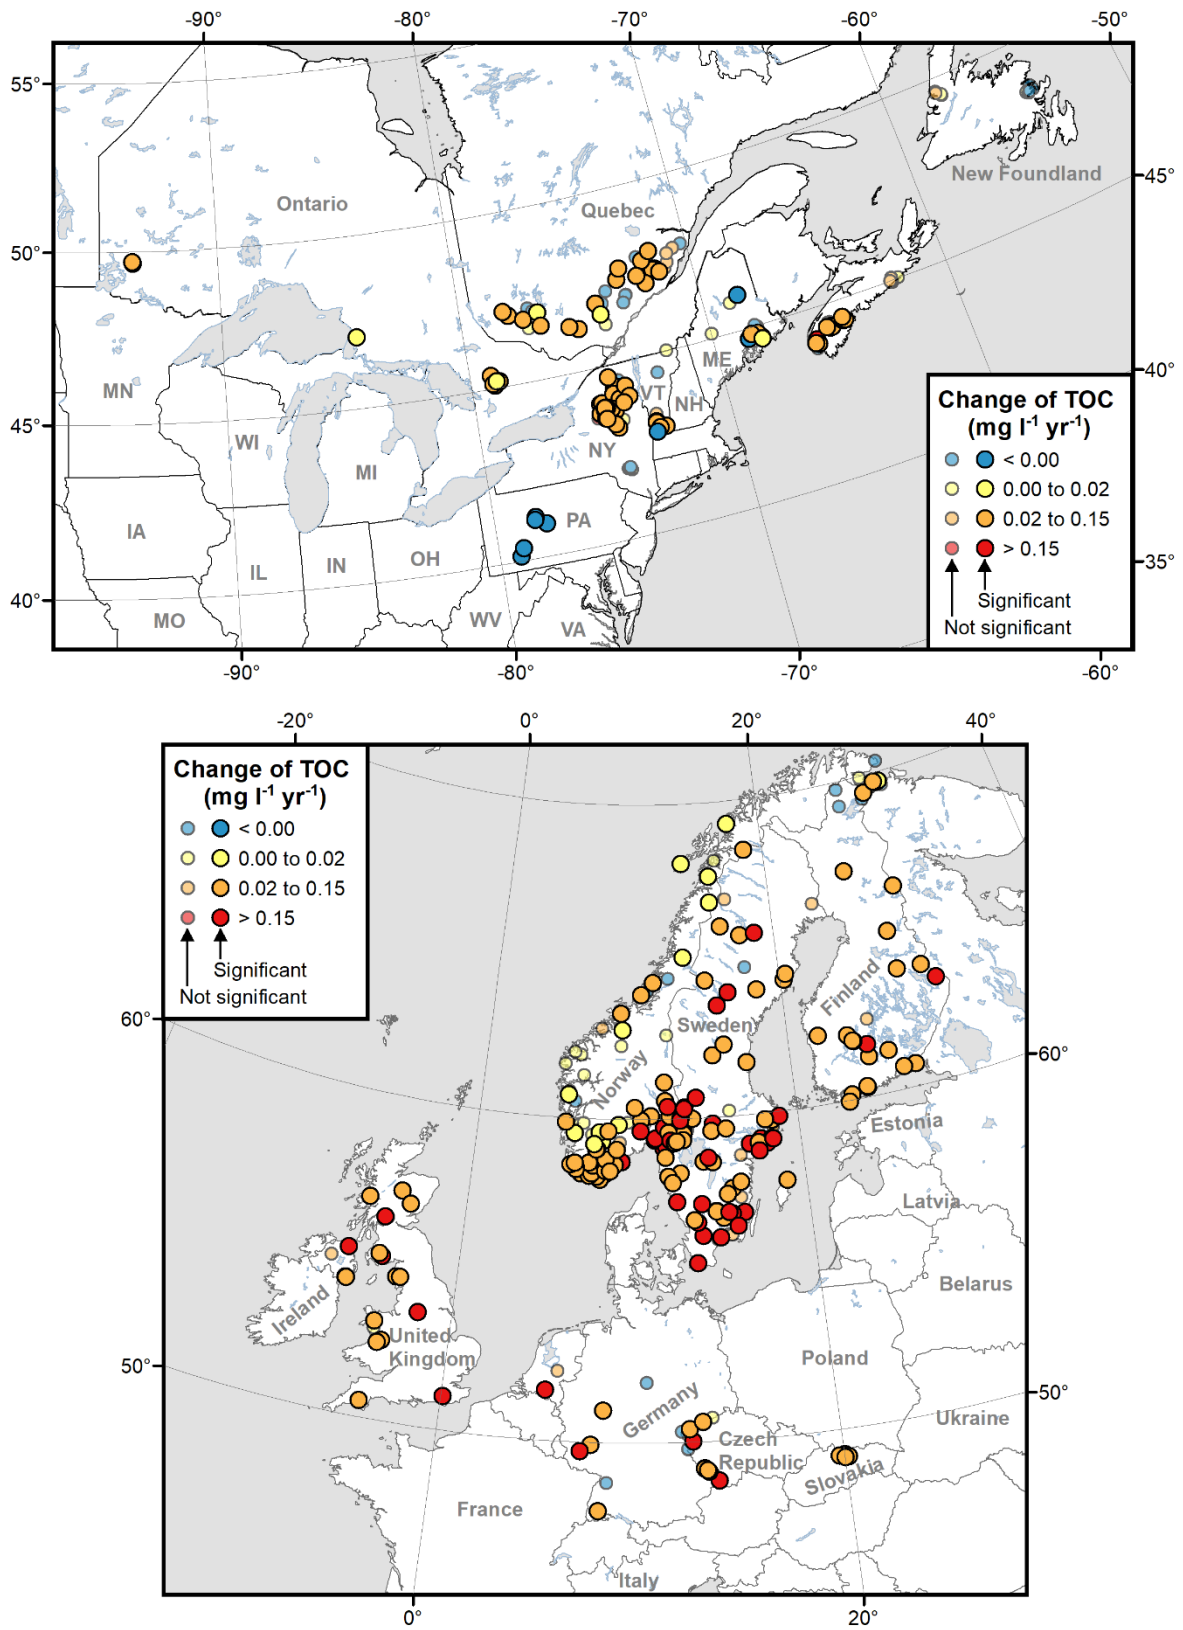 -90° -80° -70° -60° -50°
55°
New Foundland
45°
Ontario
Quebec
50°
MN
ME
40°
VT
NH
WI
NY
MI
45°
IA
PA
OH
IN
IL
40°
MO
WV
VA
Change of TOC
(mg l⁻¹ yr⁻¹)
< 0.00
0.00 to 0.02
0.02 to 0.15
> 0.15
35°
Significant
Not significant
-90° -80° -70° -60°
-20° 0° 20° 40°
Change of TOC
(mg l⁻¹ yr⁻¹)
< 0.00
0.00 to 0.02
0.02 to 0.15
> 0.15
Significant
Not significant
60°
Finland
Sweden
60°
Norway
Estonia
Latvia
Belarus
Ireland
United
Kingdom
50°
Poland
50°
Germany
Ukraine
Czech
Republic
Slovakia
France
Italy
0° 20°